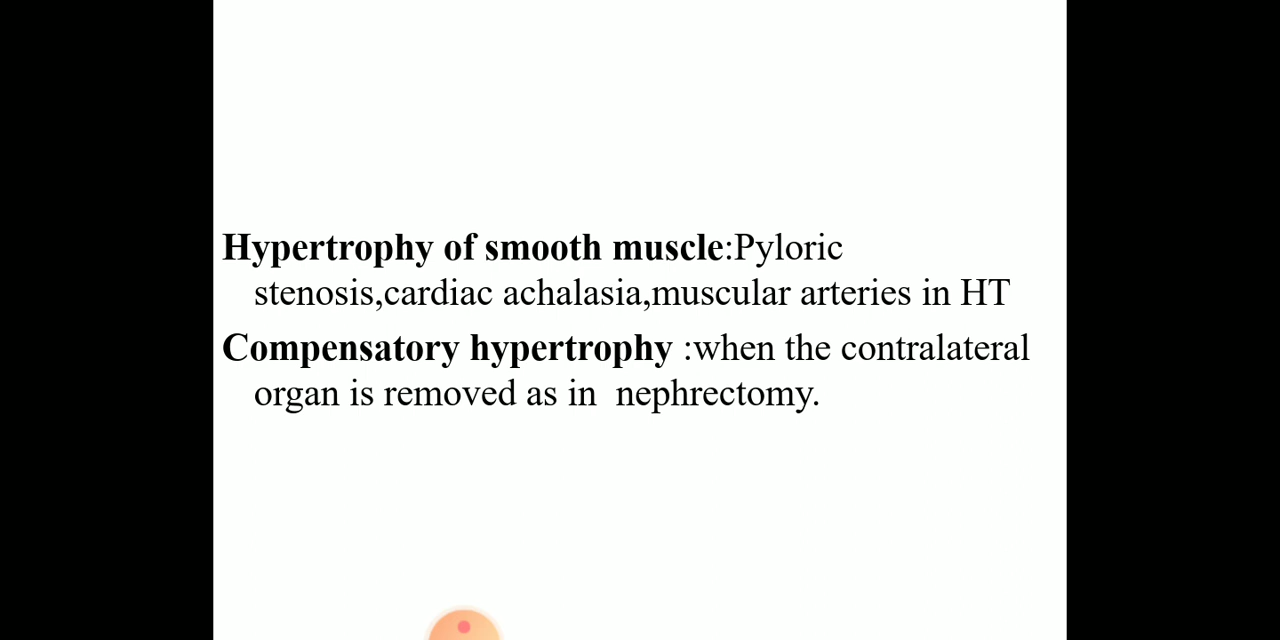 Hypertrophy of smooth muscle:Pyloric
stenosis,cardiac achalasia,muscular arteries in HT
Compensatory hypertrophy :when the contralateral
organ is removed as in  nephrectomy.